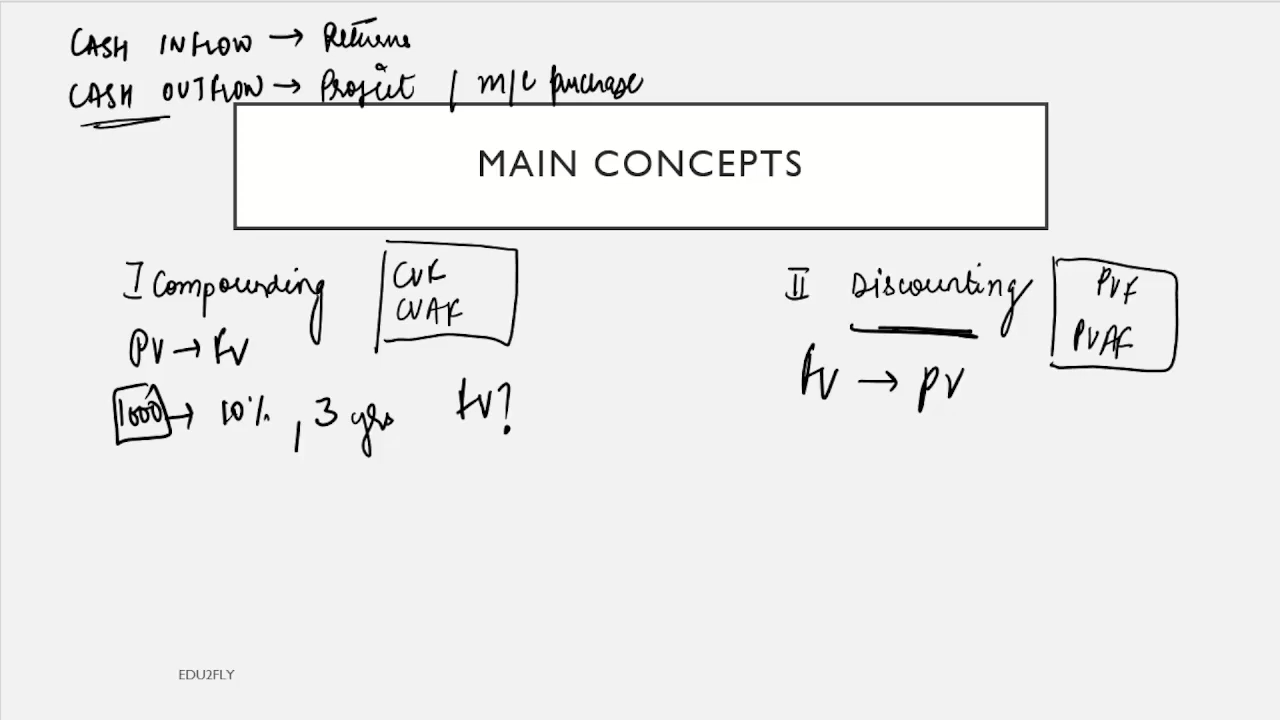 CASH INFLOW → Returns
CASH OUTFLOW → Project / m/c purchase
MAIN CONCEPTS
I Compounding
CVF
CVAF
PV → FV
1000 → 10%, 3 yrs FV?
II Discounting
PVF
PVAF
FV → PV
EDU2FLY